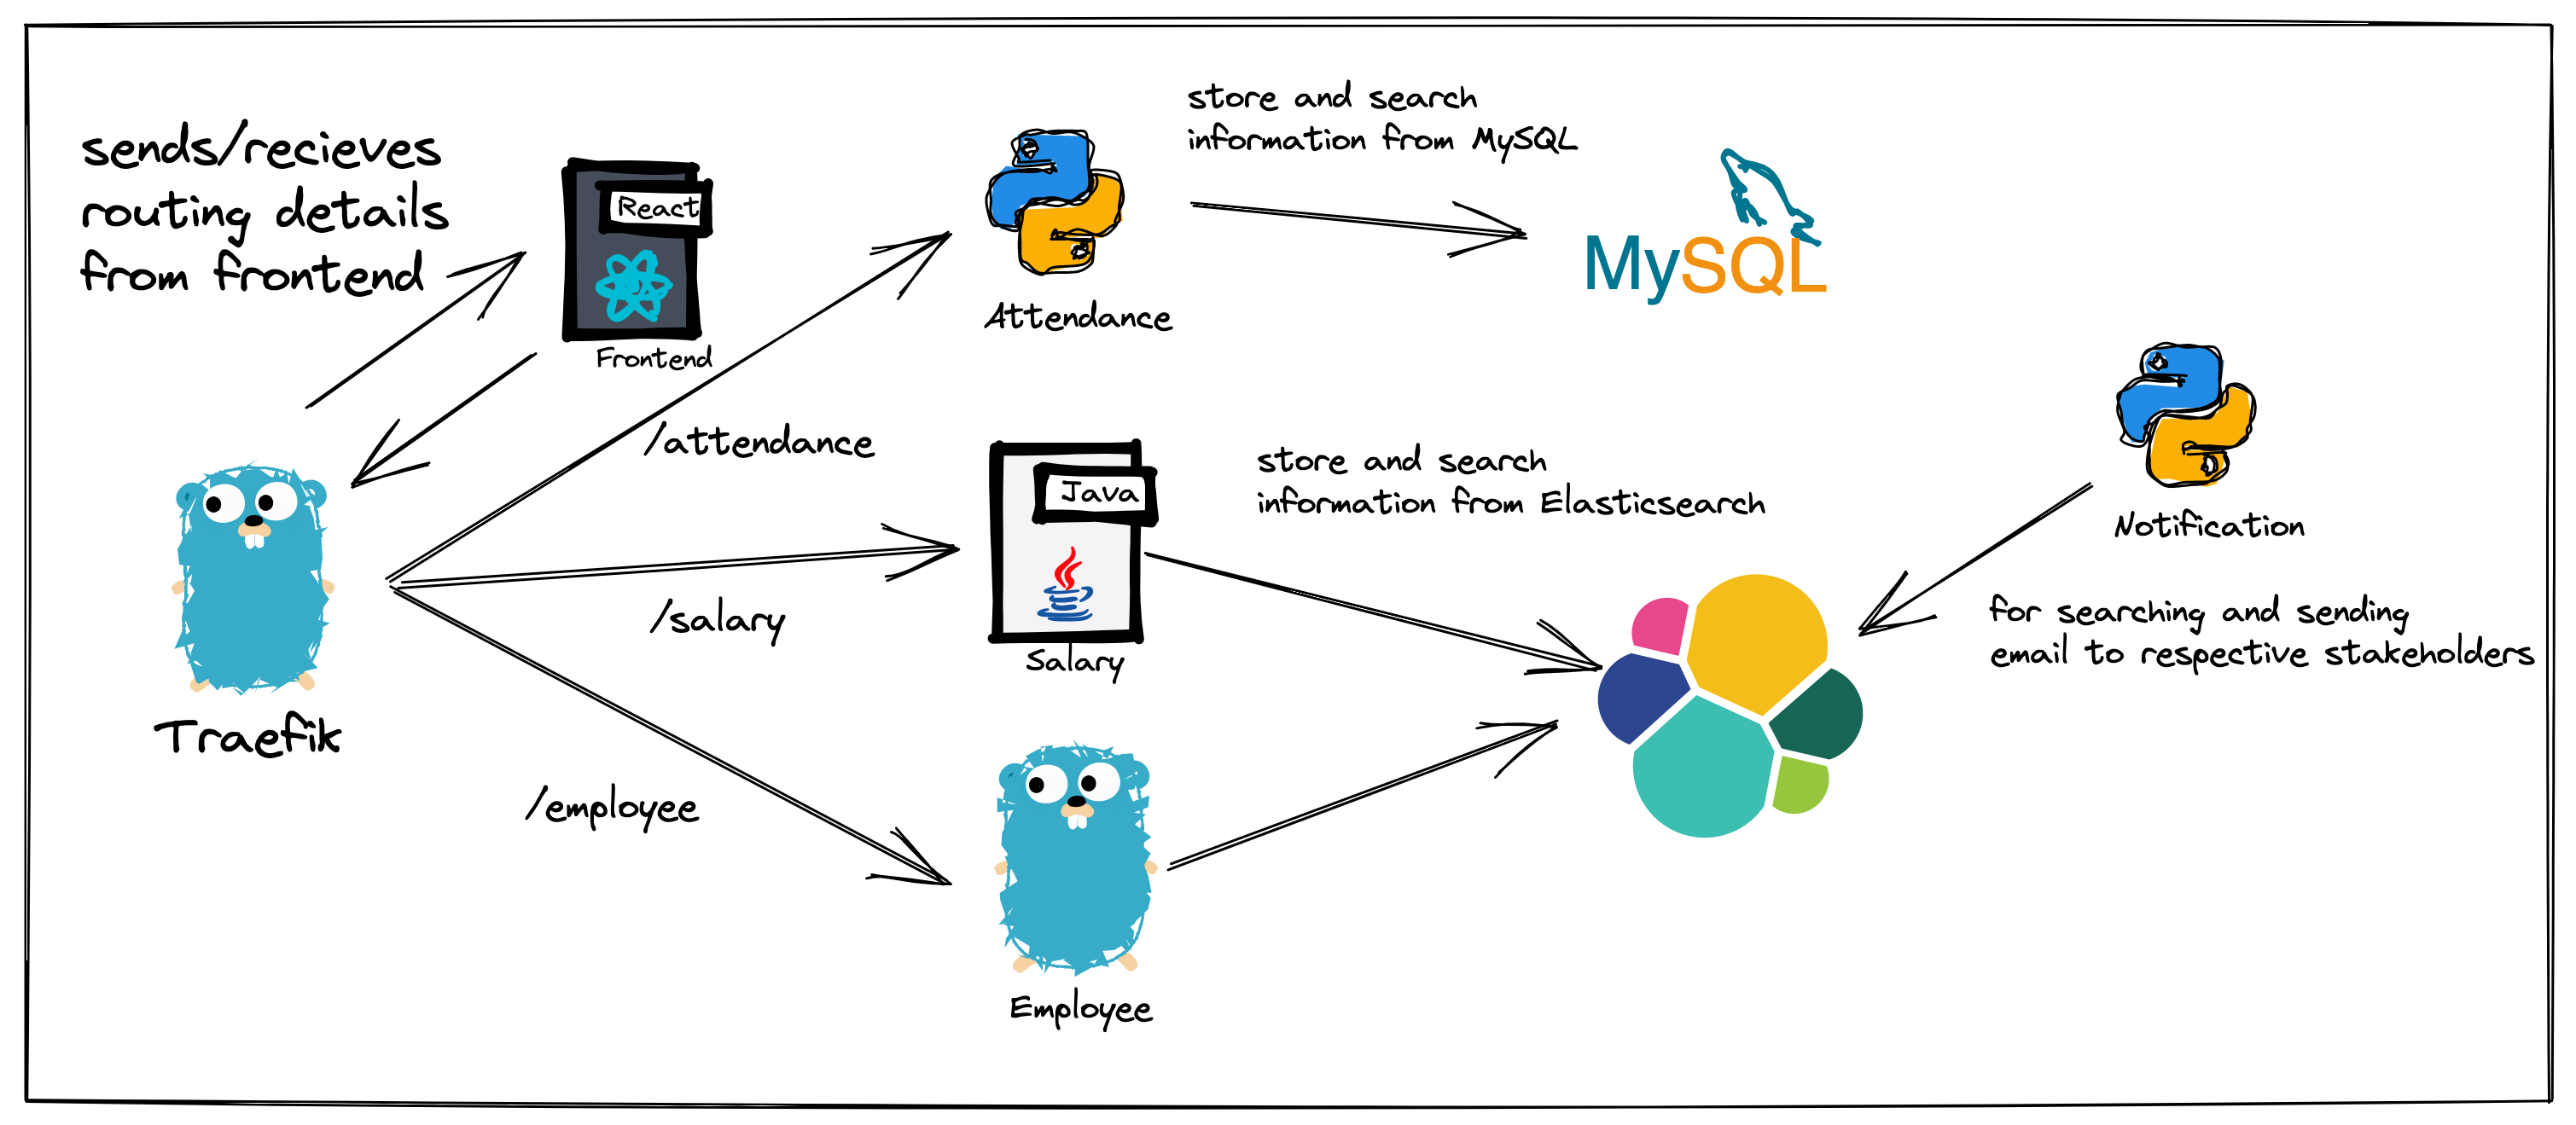 sends/recieves
routing details
from frontend
React
Frontend
store and search
information from MySQL
Attendance
MySQL
/attendance
Java
Salary
/salary
store and search
information from Elasticsearch
Notification
for searching and sending
email to respective stakeholders
Traefik
/employee
Employee